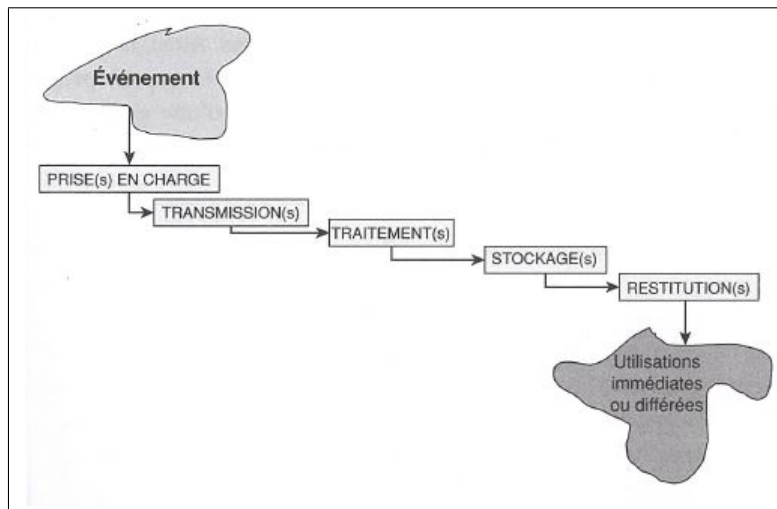 Événement
PRISE(s) EN CHARGE
TRANSMISSION(s)
TRAITEMENT(s)
STOCKAGE(s)
RESTITUTION(s)
Utilisations
immédiates
ou différées